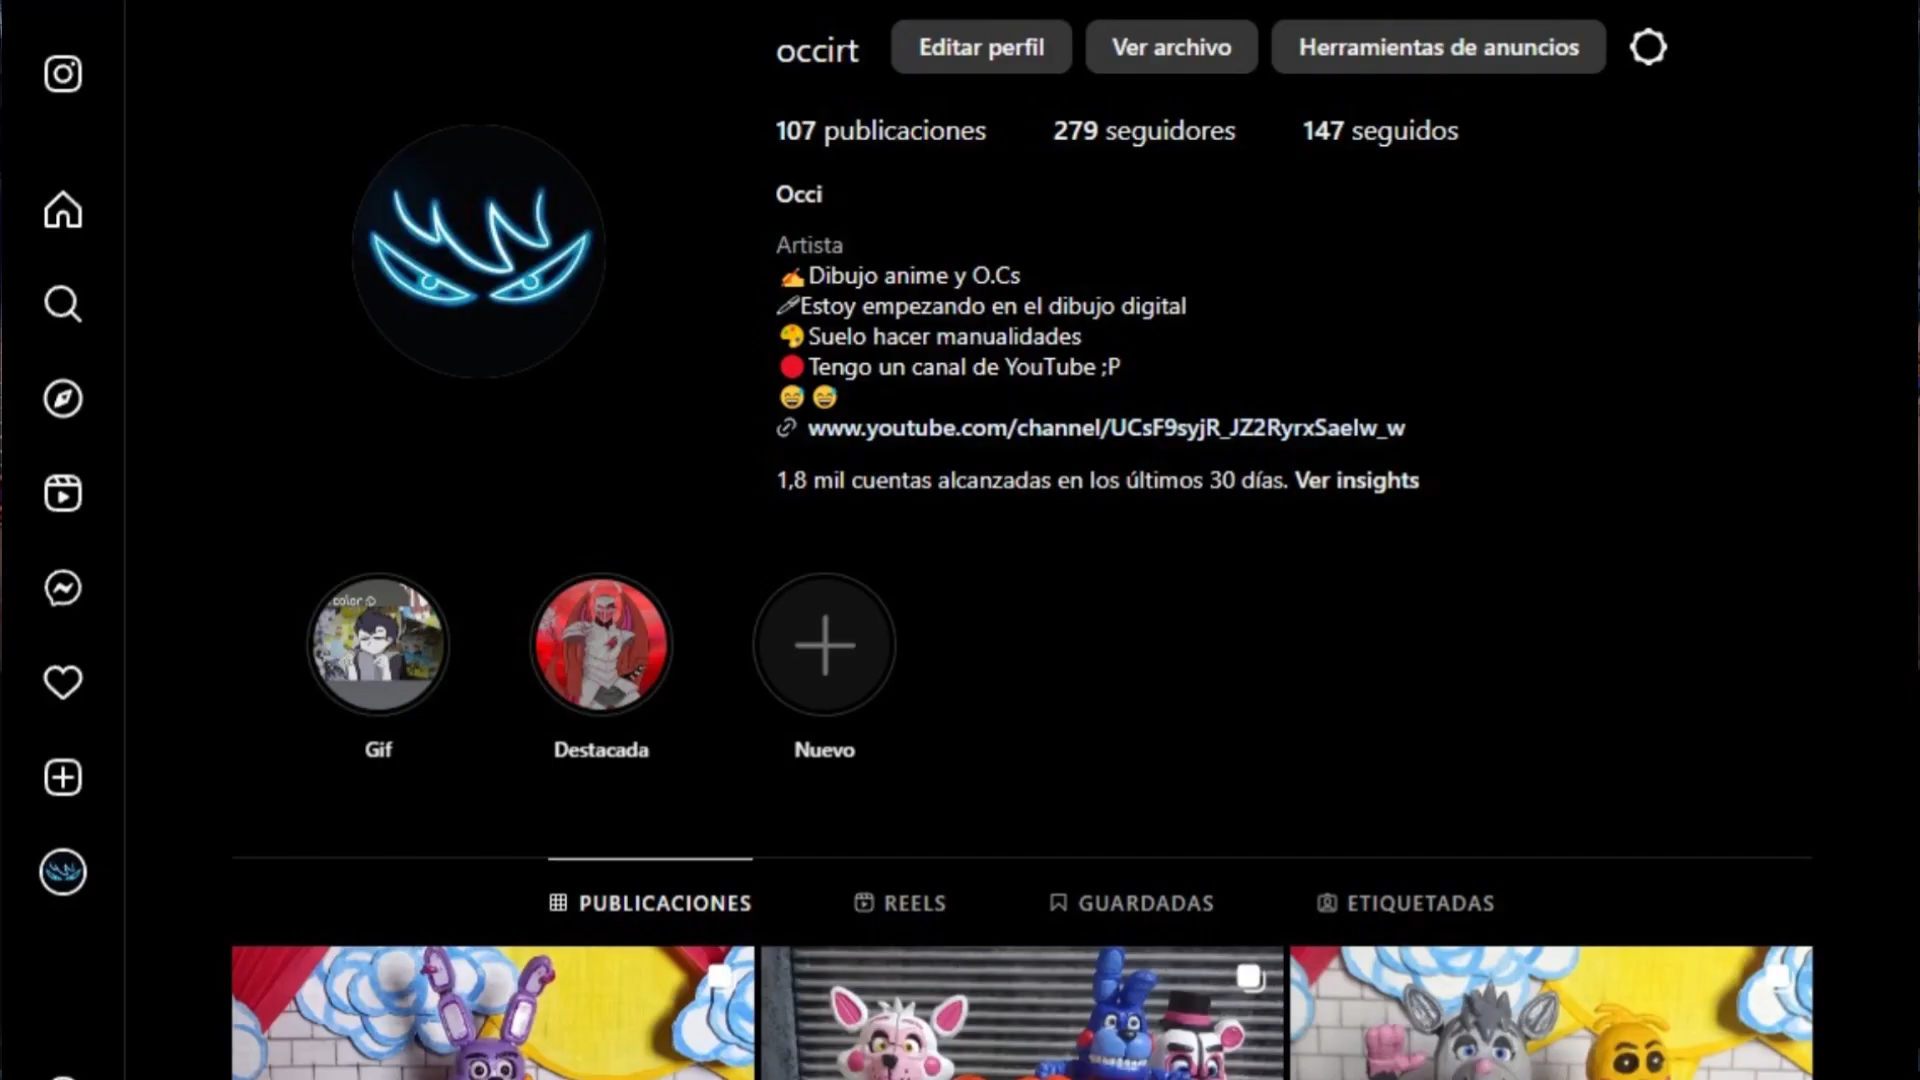 occirt
Editar perfil
Ver archivo
Herramientas de anuncios
107 publicaciones
279 seguidores
147 seguidos
Occi
Artista
✍️Dibujo anime y O.Cs
🖊Estoy empezando en el dibujo digital
🎨Suelo hacer manualidades
🔴Tengo un canal de YouTube ;P
😅 😅
www.youtube.com/channel/UCsF9syjR_JZ2RyrxSaelw_w
1,8 mil cuentas alcanzadas en los últimos 30 días. Ver insights
color
Gif
Destacada
Nuevo
PUBLICACIONES
REELS
GUARDADAS
ETIQUETADAS